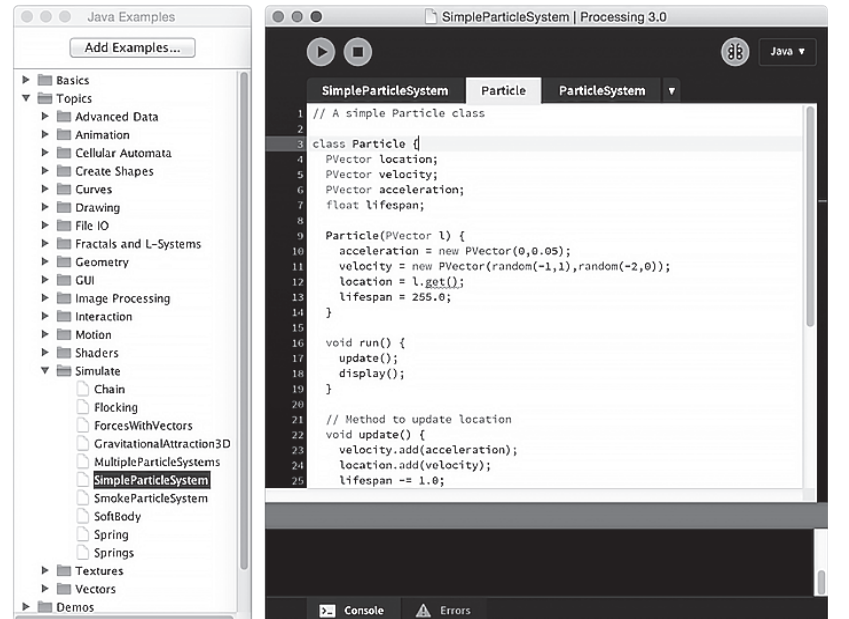 Java Examples
Add Examples...
Basics
Topics
Advanced Data
Animation
Cellular Automata
Create Shapes
Curves
Drawing
File IO
Fractals and L-Systems
Geometry
GUI
Image Processing
Interaction
Motion
Shaders
Simulate
Chain
Flocking
ForcesWithVectors
GravitationalAttraction3D
MultipleParticleSystems
SimpleParticleSystem
SmokeParticleSystem
SoftBody
Spring
Springs
Textures
Vectors
Demos
SimpleParticleSystem | Processing 3.0
Java ▼
SimpleParticleSystem Particle ParticleSystem ▼
1 // A simple Particle class
2
3 class Particle {
4 PVector location;
5 PVector velocity;
6 PVector acceleration;
7 float lifespan;
8
9 Particle(PVector l) {
10 acceleration = new PVector(0,0.05);
11 velocity = new PVector(random(-1,1),random(-2,0));
12 location = l.get();
13 lifespan = 255.0;
14 }
15
16 void run() {
17 update();
18 display();
19 }
20
21 // Method to update location
22 void update() {
23 velocity.add(acceleration);
24 location.add(velocity);
25 lifespan -= 1.0;
Console Errors